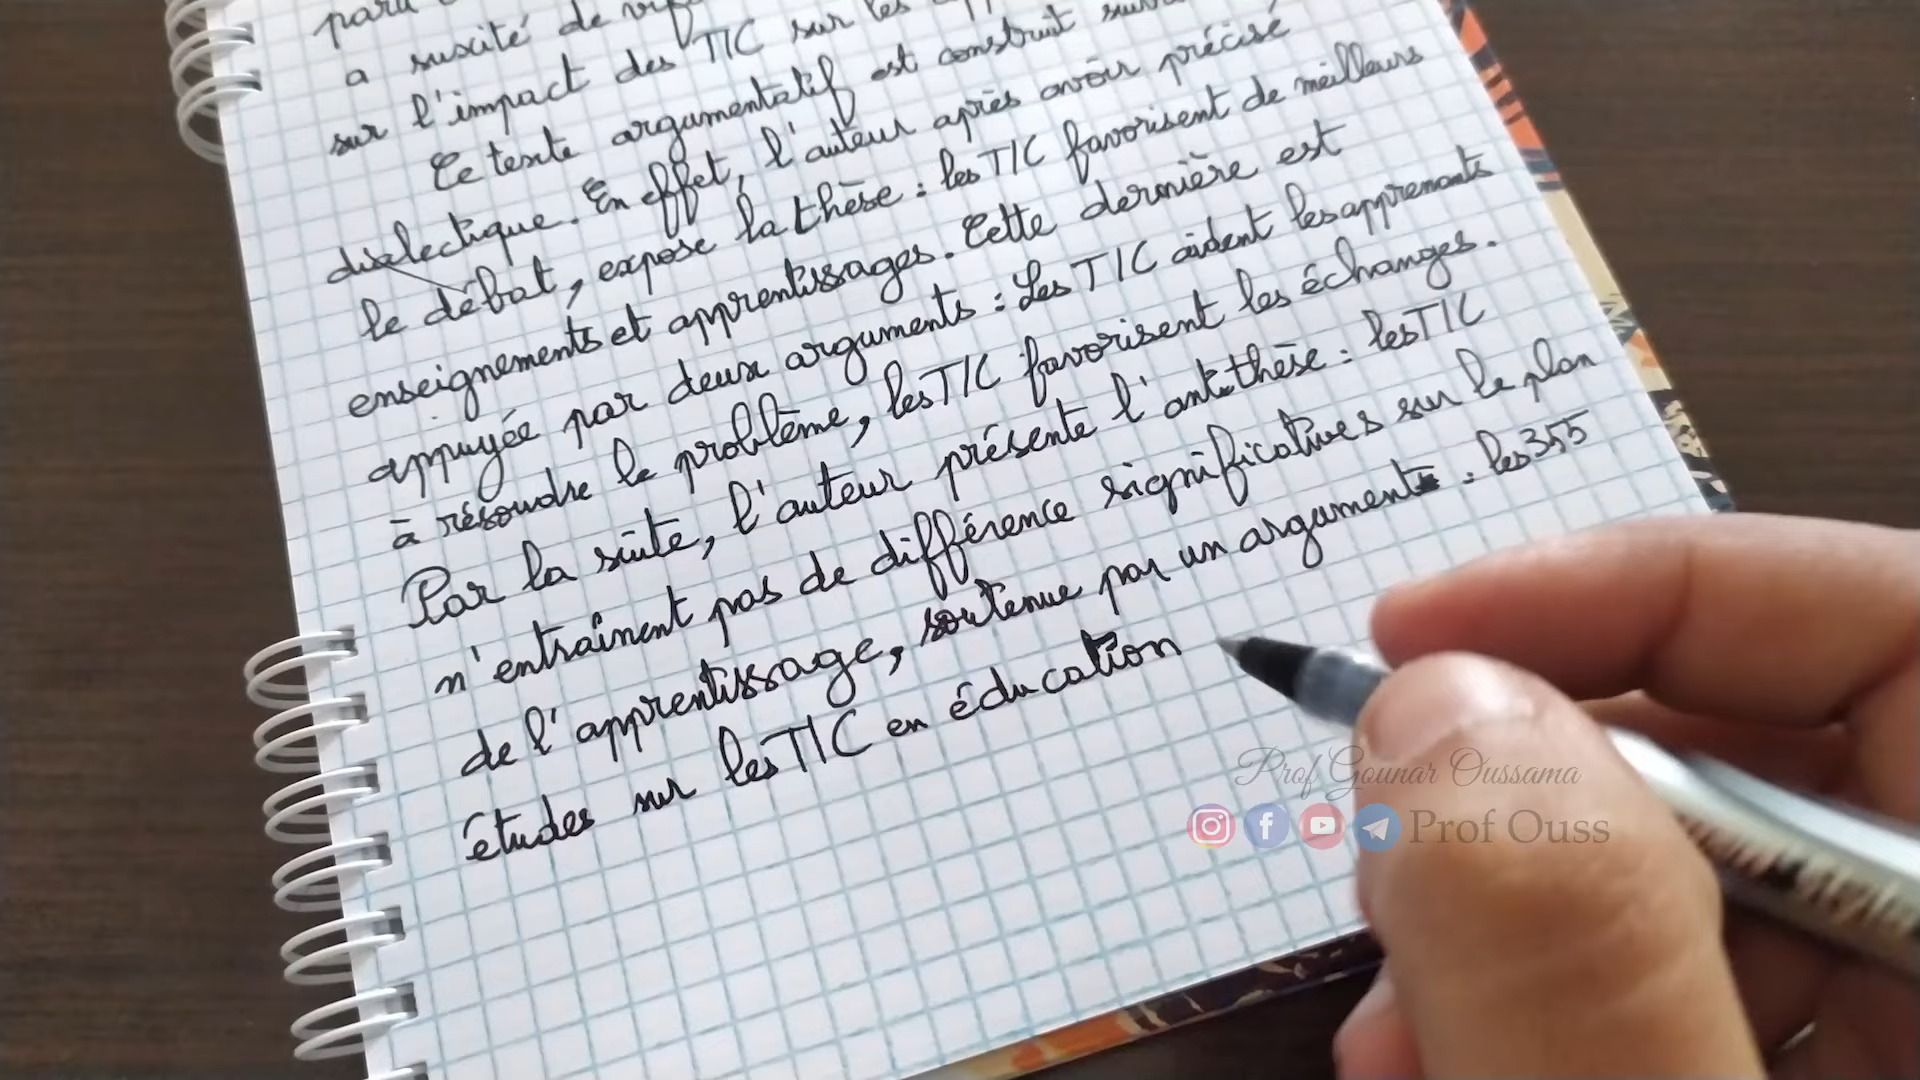 paru
a suscité de
sur l'impact des TIC sur les
Ce texte argumentatif est construit
dialectique. En effet, l'auteur après avoir précisé
le débat, expose la thèse : les TIC favorisent de meilleurs
enseignements et apprentissages. Cette dernière est
appuyée par deux arguments : Les TIC aident les apprenants
à résoudre le problème, les TIC favorisent les échanges.
Par la suite, l'auteur présente l'antithèse : les TIC
n'entraînent pas de différence significatives sur le plan
de l'apprentissage, soutenue par un argument : les 355
études sur les TIC en éducation
Prof Gounar Oussama
Prof Ouss